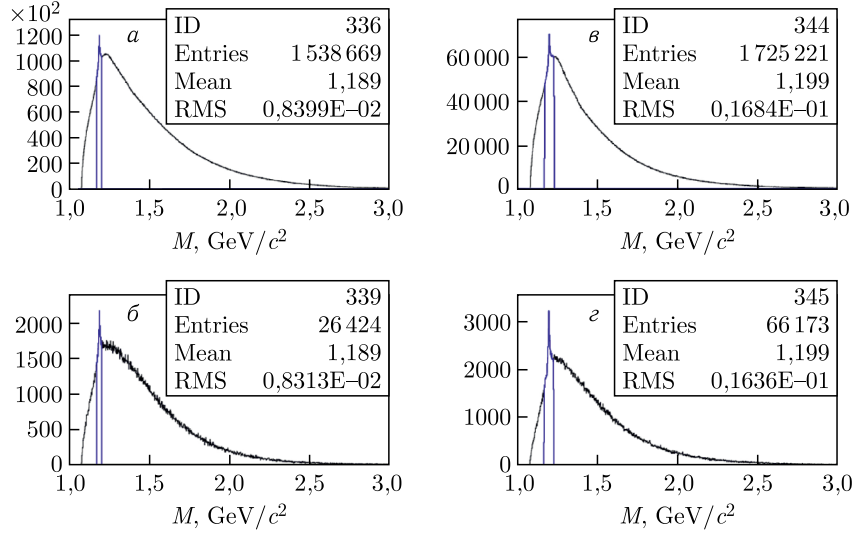 ×10²
1200
1000
800
600
400
200
0
а
ID 336
Entries 1 538 669
Mean 1,189
RMS 0,8399E–02
1,0 1,5 2,0 2,5 3,0
M, GeV/c²
60 000
40 000
20 000
0
в
ID 344
Entries 1 725 221
Mean 1,199
RMS 0,1684E–01
1,0 1,5 2,0 2,5 3,0
M, GeV/c²
2000
1500
1000
500
0
б
ID 339
Entries 26 424
Mean 1,189
RMS 0,8313E–02
1,0 1,5 2,0 2,5 3,0
M, GeV/c²
3000
2000
1000
0
г
ID 345
Entries 66 173
Mean 1,199
RMS 0,1636E–01
1,0 1,5 2,0 2,5 3,0
M, GeV/c²